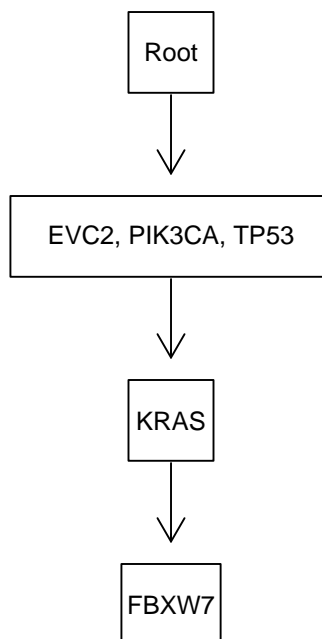 Root
EVC2, PIK3CA, TP53
KRAS
FBXW7